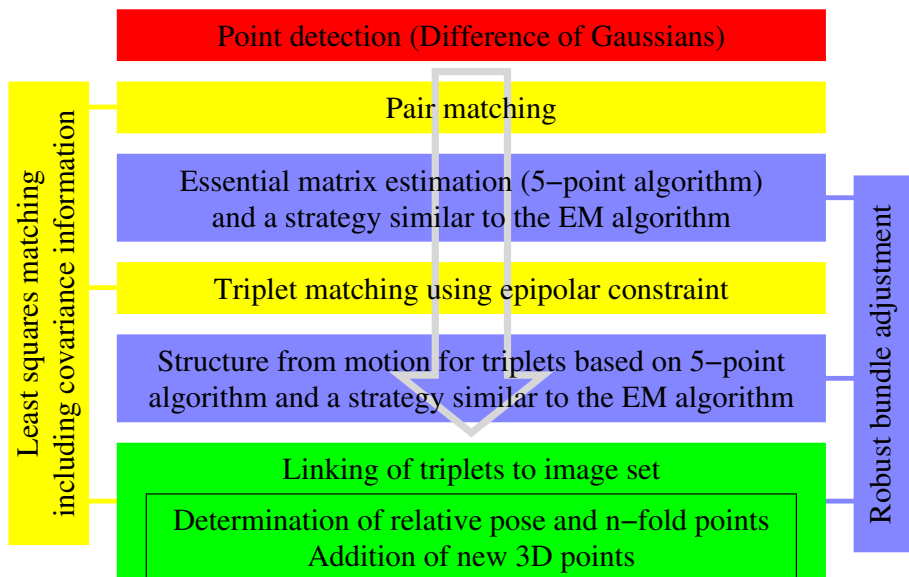 Point detection (Difference of Gaussians)
Pair matching
Essential matrix estimation (5−point algorithm)
and a strategy similar to the EM algorithm
Triplet matching using epipolar constraint
Structure from motion for triplets based on 5−point
algorithm and a strategy similar to the EM algorithm
Linking of triplets to image set
Determination of relative pose and n−fold points
Addition of new 3D points
Least squares matching
including covariance information
Robust bundle adjustment